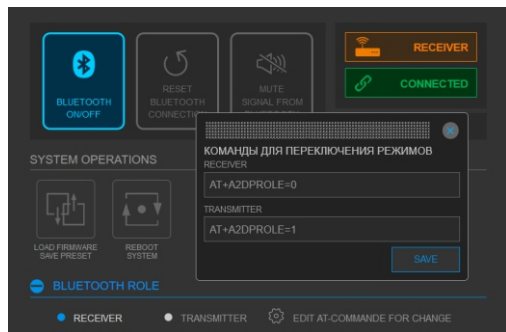 BLUETOOTH
ON/OFF
RESET
BLUETOOTH
CONNECTION
MUTE
SIGNAL FROM
RECEIVER
CONNECTED
КОМАНДЫ ДЛЯ ПЕРЕКЛЮЧЕНИЯ РЕЖИМОВ
RECEIVER
AT+A2DPROLE=0
TRANSMITTER
AT+A2DPROLE=1
SAVE
SYSTEM OPERATIONS
LOAD FIRMWARE
SAVE PRESET
REBOOT
SYSTEM
BLUETOOTH ROLE
RECEIVER
TRANSMITTER
EDIT AT-COMMANDE FOR CHANGE